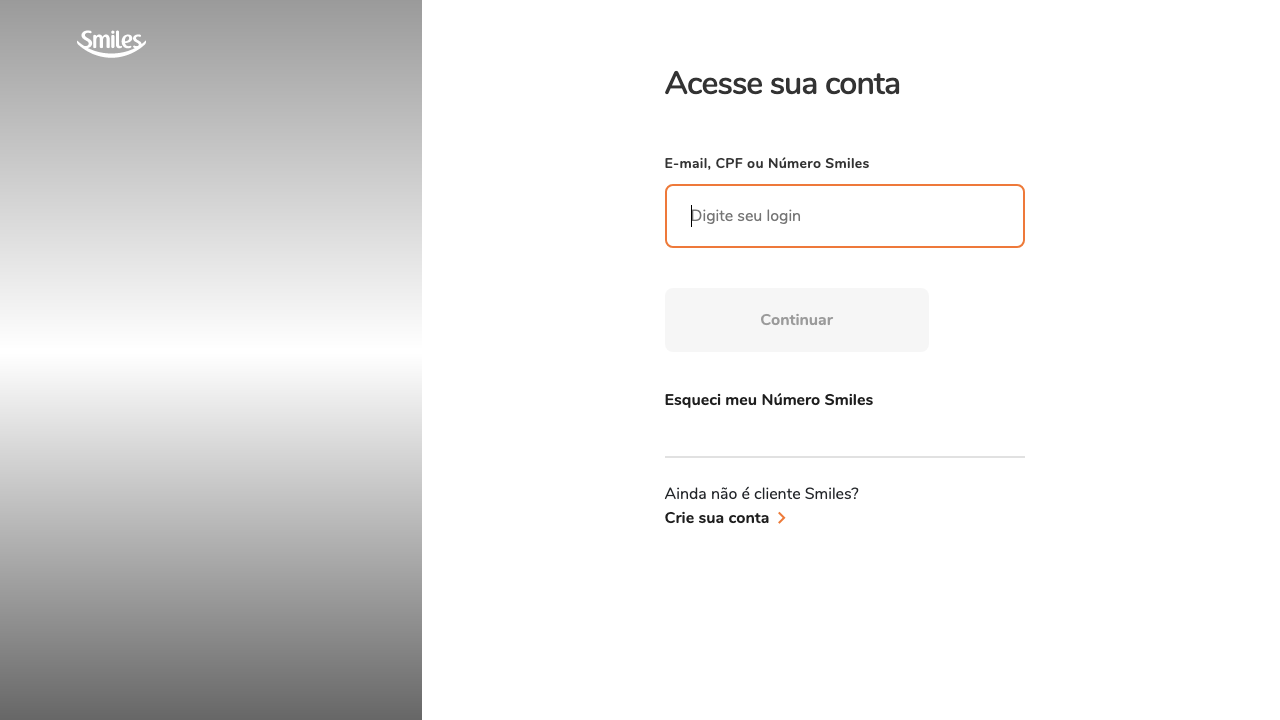 Smiles
Acesse sua conta
E-mail, CPF ou Número Smiles
Digite seu login
Continuar
Esqueci meu Número Smiles
Ainda não é cliente Smiles?
Crie sua conta